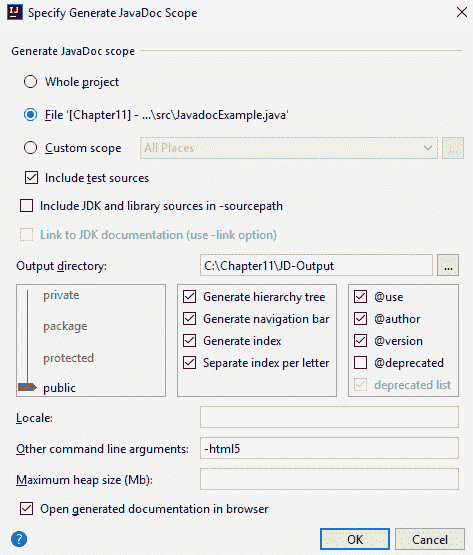 IJ Specify Generate JavaDoc Scope
Generate JavaDoc scope
Whole project
File '[Chapter11] - ...\src\JavadocExample.java'
Custom scope All Places ...
Include test sources
Include JDK and library sources in -sourcepath
Link to JDK documentation (use -link option)
Output directory: C:\Chapter11\JD-Output ...
private
package
protected
public
Generate hierarchy tree
Generate navigation bar
Generate index
Separate index per letter
@use
@author
@version
@deprecated
deprecated list
Locale:
Other command line arguments: -html5
Maximum heap size (Mb):
Open generated documentation in browser
? OK Cancel